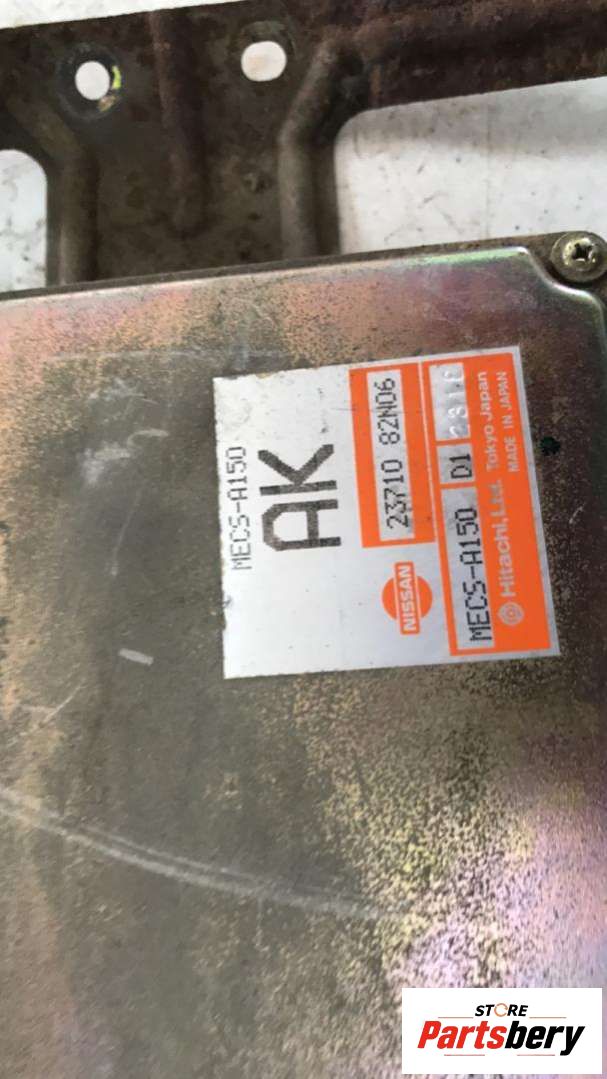 MECS-A150
AK
23710 82N06
NISSAN
MECS-A150 D1
Hitachi, Ltd. Tokyo Japan
MADE IN JAPAN
STORE
Partsbery